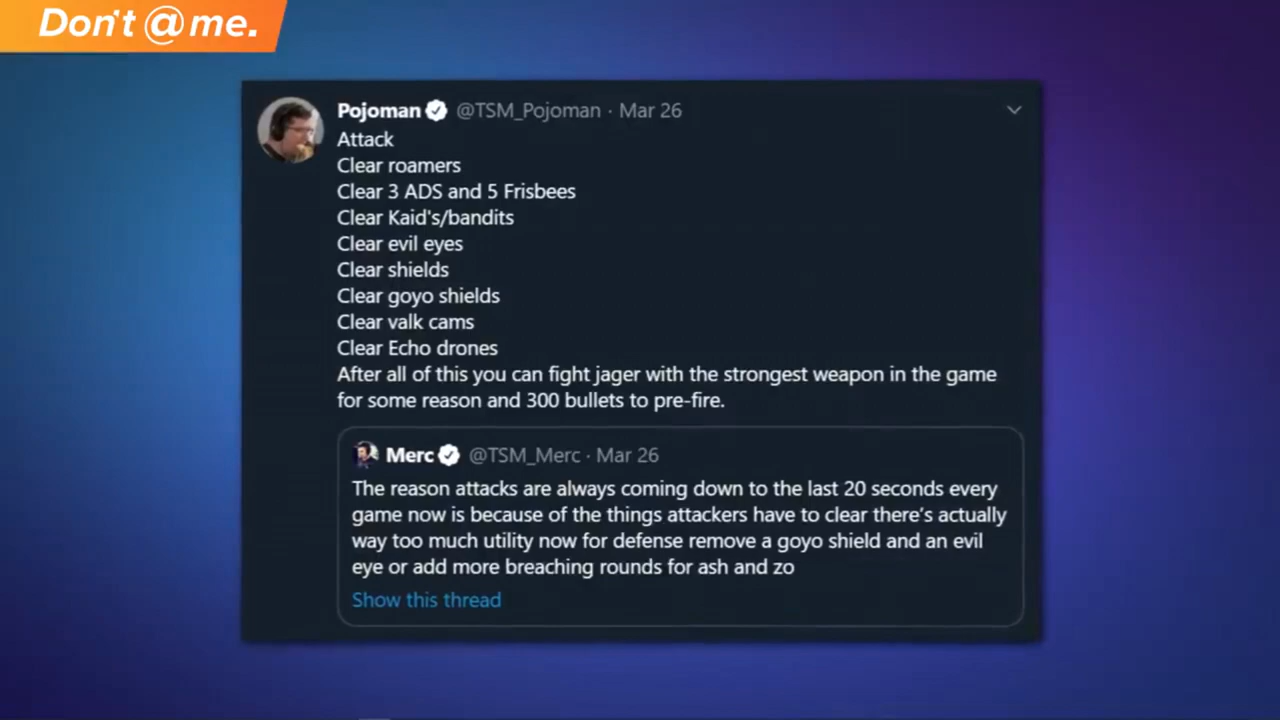 Don't @me.
Pojoman @TSM_Pojoman · Mar 26
Attack
Clear roamers
Clear 3 ADS and 5 Frisbees
Clear Kaid's/bandits
Clear evil eyes
Clear shields
Clear goyo shields
Clear valk cams
Clear Echo drones
After all of this you can fight jager with the strongest weapon in the game
for some reason and 300 bullets to pre-fire.
Merc @TSM_Merc · Mar 26
The reason attacks are always coming down to the last 20 seconds every
game now is because of the things attackers have to clear there's actually
way too much utility now for defense remove a goyo shield and an evil
eye or add more breaching rounds for ash and zo
Show this thread